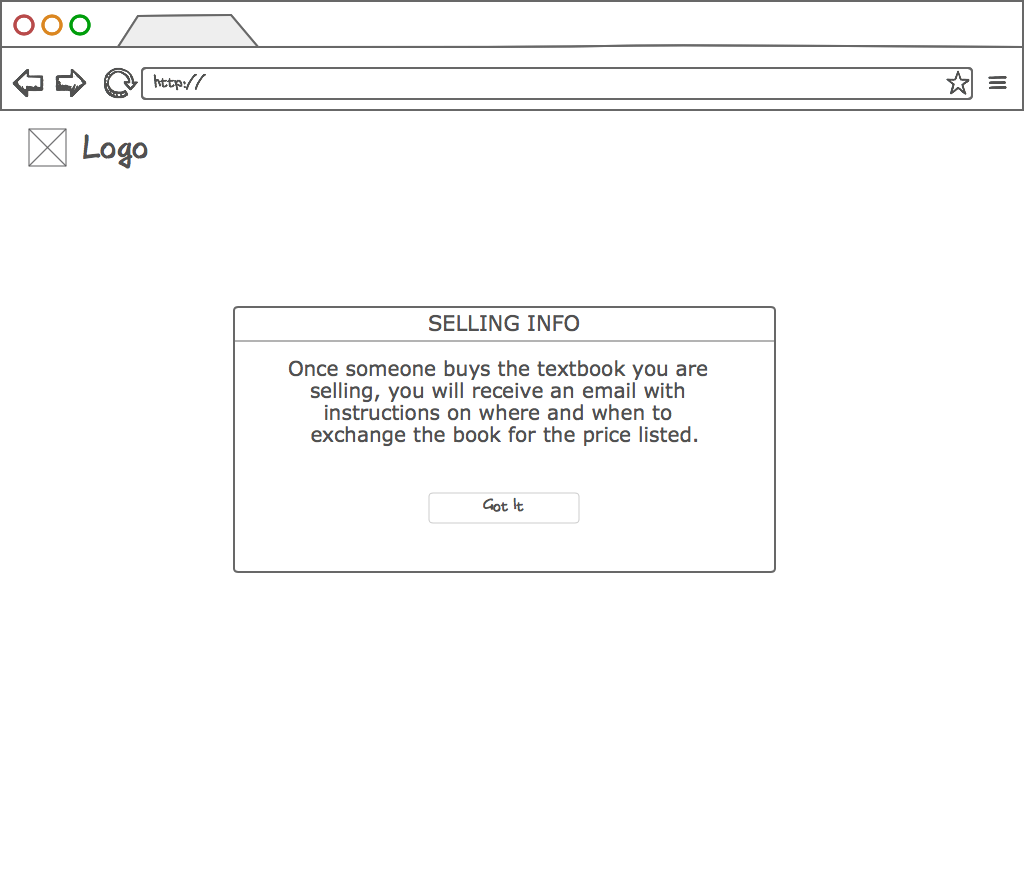 http://
Logo
SELLING INFO
Once someone buys the textbook you are
selling, you will receive an email with
instructions on where and when to
exchange the book for the price listed.
Got It